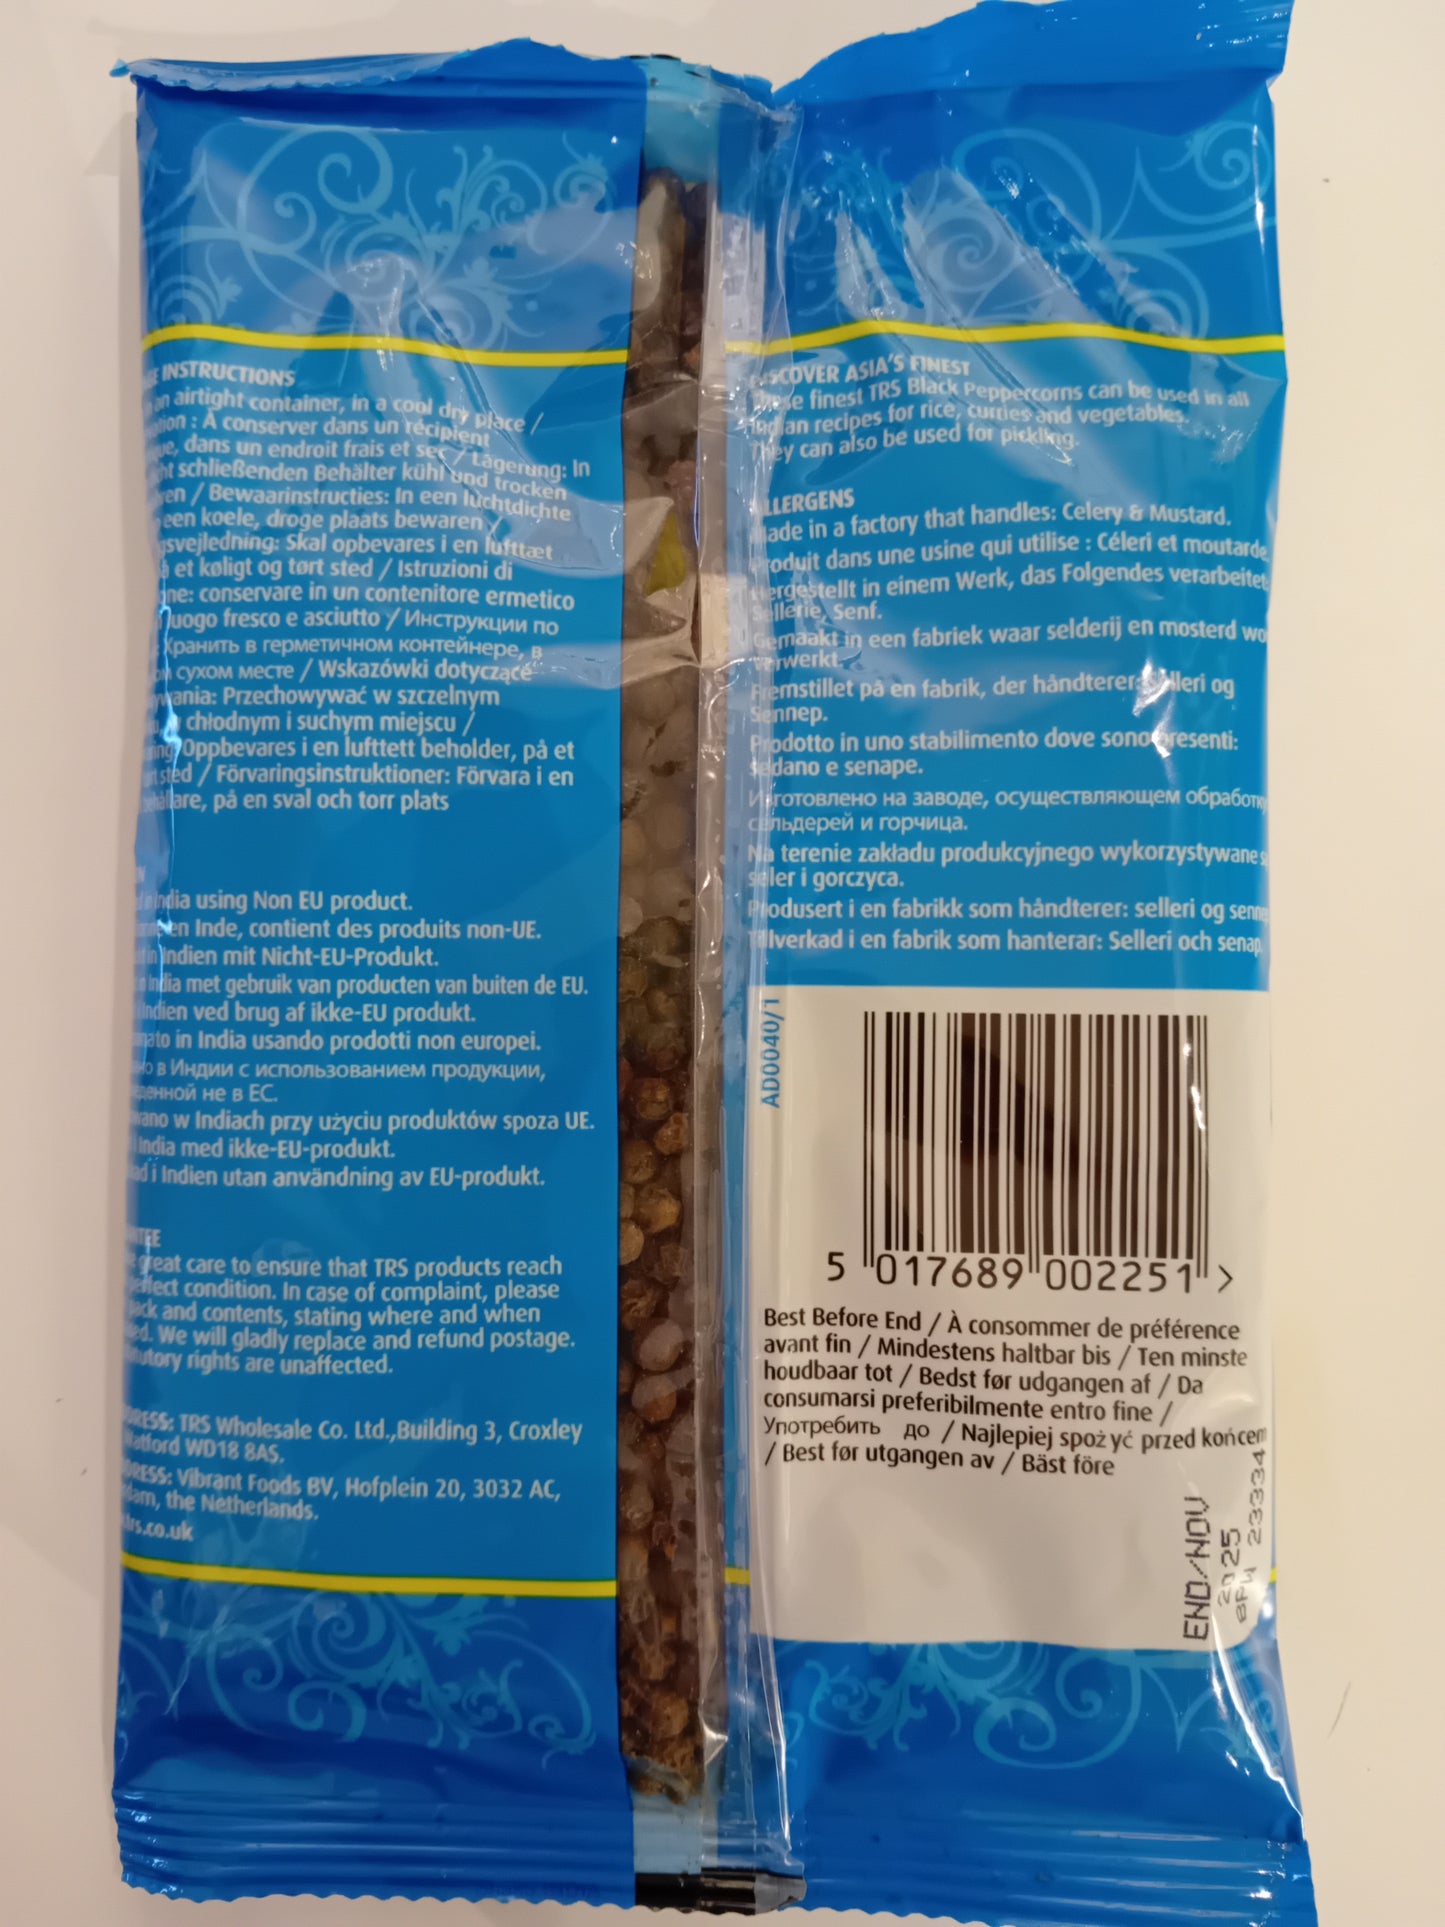 INSTRUCTIONS
an airtight container, in a cool dry place /
: À conserver dans un récipient
dans un endroit frais et sec / Lagerung: In
schließenden Behälter kühl und trocken
/ Bewaarinstructies: In een luchtdichte
een koele, droge plaats bewaren /
Skal opbevares i en lufttæt
et køligt og tørt sted / Istruzioni di
conservare in un contenitore ermetico
luogo fresco e asciutto / Инструкции по
Хранить в герметичном контейнере, в
сухом месте / Wskazówki dotyczące
Przechowywać w szczelnym
chłodnym i suchym miejscu /
Oppbevares i en lufttett beholder, på et
sted / Förvaringsinstruktioner: Förvara i en
på en sval och torr plats
in India using Non EU product.
en Inde, contient des produits non-UE.
in Indien mit Nicht-EU-Produkt.
India met gebruik van producten van buiten de EU.
Indien ved brug af ikke-EU produkt.
in India usando prodotti non europei.
в Индии с использованием продукции,
не в ЕС.
w Indiach przy użyciu produktów spoza UE.
i India med ikke-EU-produkt.
i Indien utan användning av EU-produkt.
great care to ensure that TRS products reach
perfect condition. In case of complaint, please
pack and contents, stating where and when
We will gladly replace and refund postage.
statutory rights are unaffected.
ADDRESS: TRS Wholesale Co. Ltd.,Building 3, Croxley
Watford WD18 8AS.
ADDRESS: Vibrant Foods BV, Hofplein 20, 3032 AC,
the Netherlands.
trs.co.uk
DISCOVER ASIA'S FINEST
These finest TRS Black Peppercorns can be used in all
Indian recipes for rice, curries and vegetables.
They can also be used for pickling.
ALLERGENS
Made in a factory that handles: Celery & Mustard.
Produit dans une usine qui utilise : Céleri et moutarde.
Hergestellt in einem Werk, das Folgendes verarbeitet:
Sellerie, Senf.
Gemaakt in een fabriek waar selderij en mosterd
verwerkt
Fremstillet på en fabrik, der håndterer: Selleri og
Sennep.
Prodotto in uno stabilimento dove sono presenti:
sedano e senape.
Изготовлено на заводе, осуществляющем обработку
сельдерей и горчица.
Na terenie zakładu produkcyjnego wykorzystywane
seler i gorczyca.
Produsert i en fabrikk som håndterer: selleri og
Tillverkad i en fabrik som hanterar: Selleri och senap.
AD0040/1
5 017689 002251 >
Best Before End / À consommer de préférence
avant fin / Mindestens haltbar bis / Ten minste
houdbaar tot / Bedst før udgangen af / Da
consumarsi preferibilmente entro fine /
Употребить до / Najlepiej spożyć przed końcem
/ Best før utgangen av / Bäst före
END/NOV
2025
BPW 23334